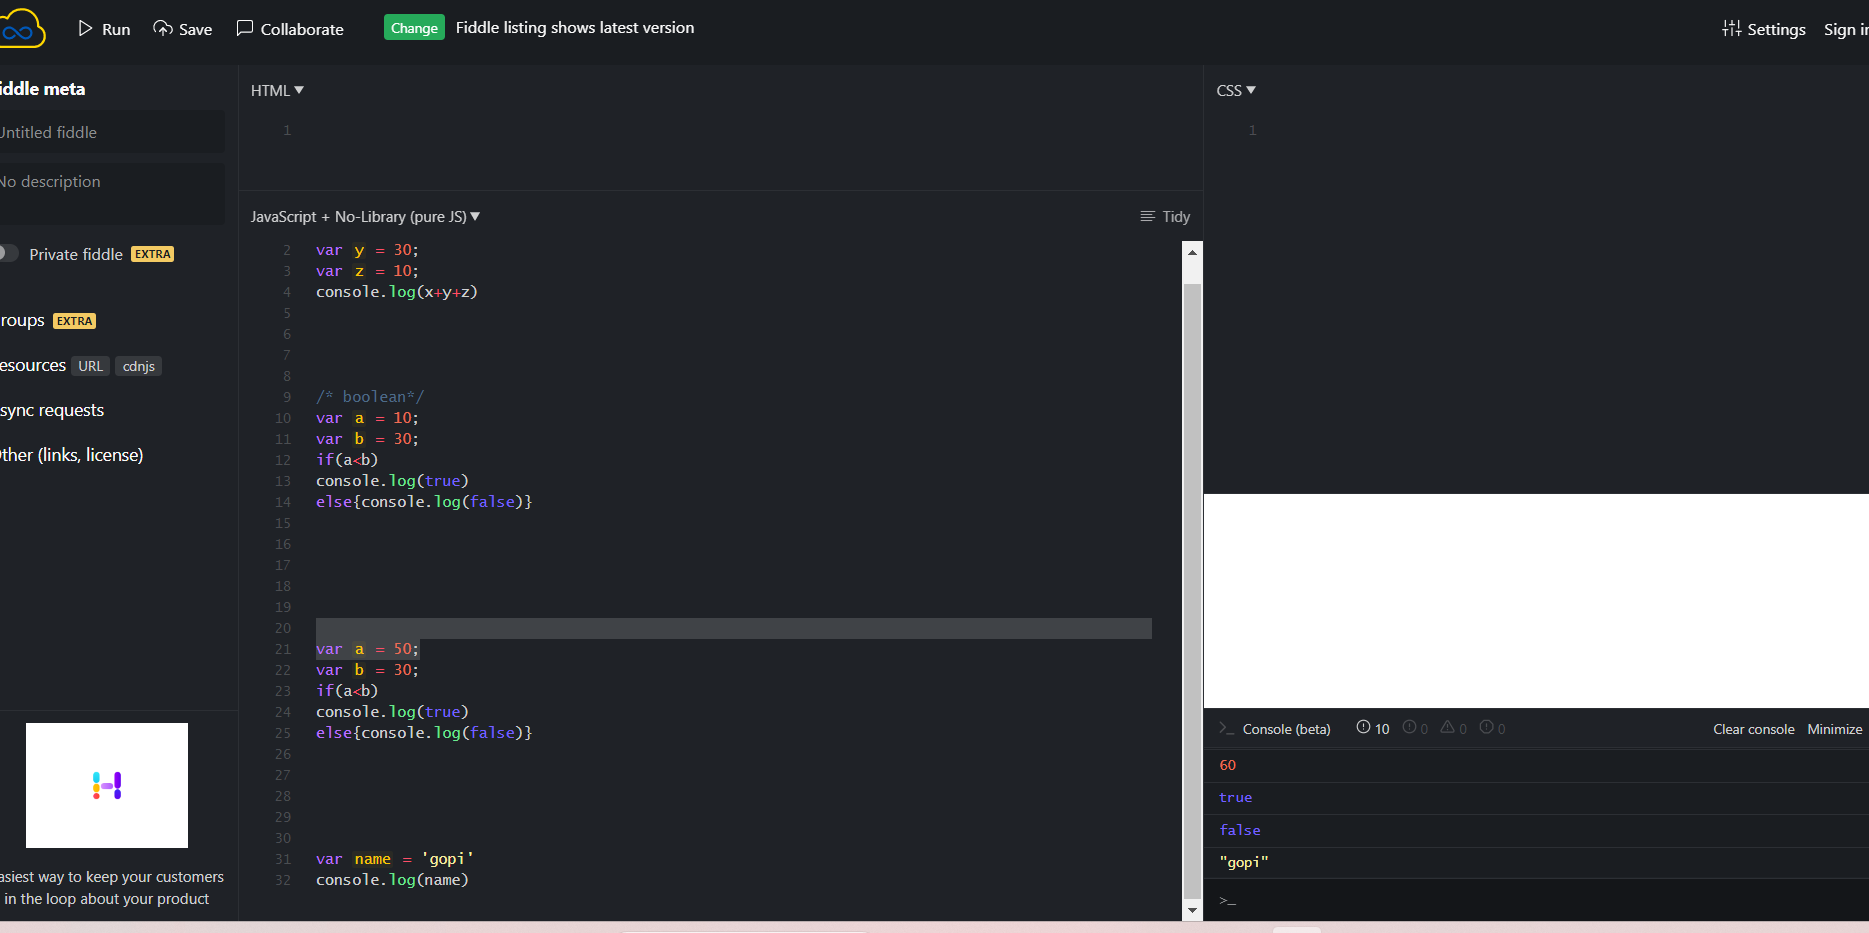 Run Save Collaborate Change Fiddle listing shows latest version Settings Sign in
iddle meta
Untitled fiddle
No description
Private fiddle EXTRA
roups EXTRA
esources URL cdnjs
sync requests
ther (links, license)
asiest way to keep your customers
in the loop about your product
HTML
1
JavaScript + No-Library (pure JS) Tidy
2 var y = 30;
3 var z = 10;
4 console.log(x+y+z)
5
6
7
8
9 /* boolean*/
10 var a = 10;
11 var b = 30;
12 if(a<b)
13 console.log(true)
14 else{console.log(false)}
15
16
17
18
19
20
21 var a = 50;
22 var b = 30;
23 if(a<b)
24 console.log(true)
25 else{console.log(false)}
26
27
28
29
30
31 var name = 'gopi'
32 console.log(name)
CSS
1
>_ Console (beta) 10 0 0 0 Clear console Minimize
60
true
false
"gopi"
>_